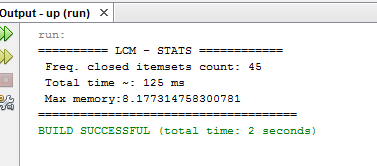 Output - up (run) ×
run:
========== LCM - STATS ============
Freq. closed itemsets count: 45
Total time ~: 125 ms
Max memory:8.177314758300781
=====================================
BUILD SUCCESSFUL (total time: 2 seconds)